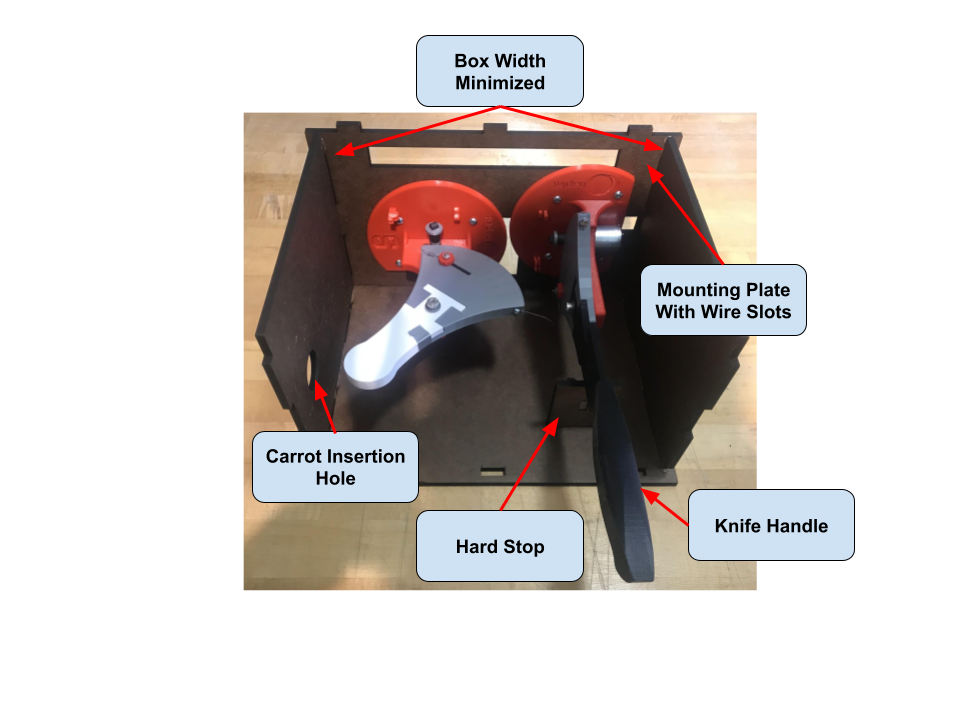 Box Width
Minimized
Mounting Plate
With Wire Slots
Carrot Insertion
Hole
Knife Handle
Hard Stop